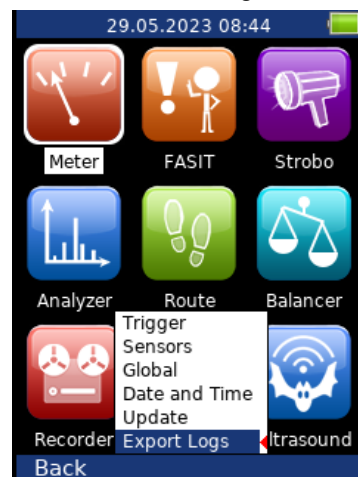 29.05.2023 08:44
Meter FASIT Strobo
Analyzer Route Balancer
Trigger
Sensors
Global
Date and Time
Update
Recorder Export Logs ltrasound
Back